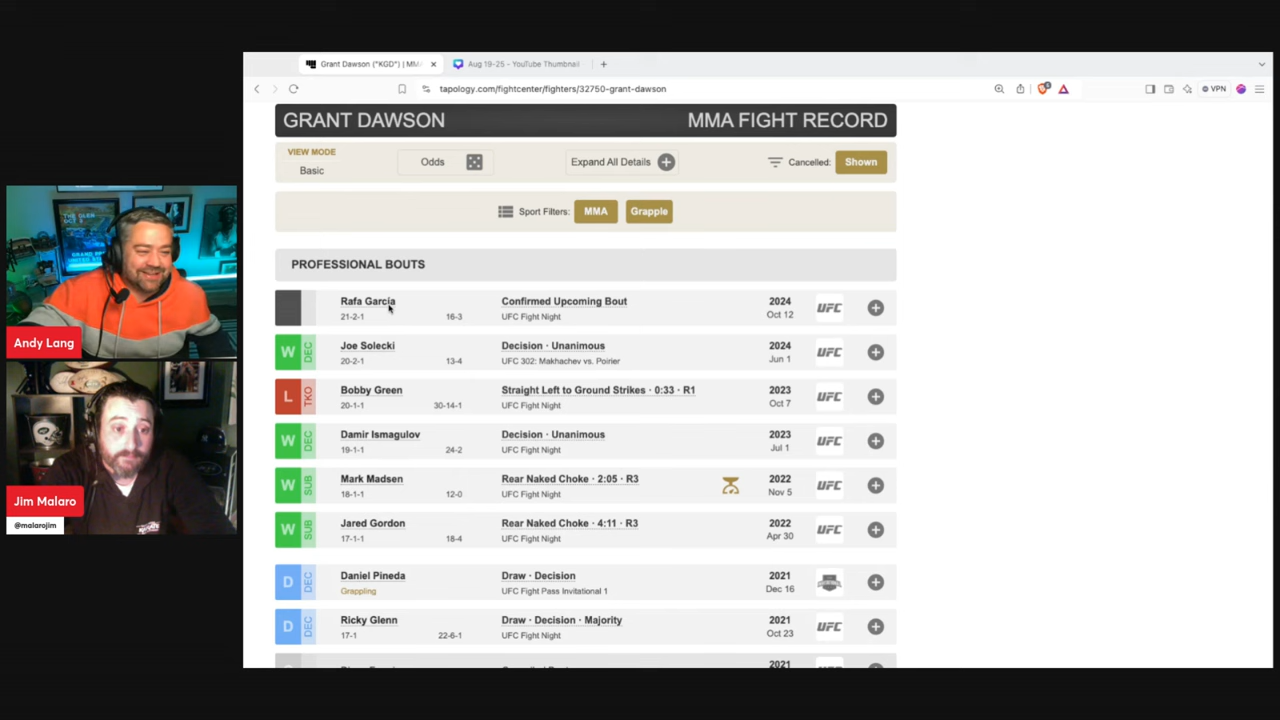 Grant Dawson ("KGD") | MM
Aug 19-25 - YouTube Thumbnail
tapology.com/fightcenter/fighters/32750-grant-dawson
VPN
GRANT DAWSON
MMA FIGHT RECORD
VIEW MODE
Basic
Odds
Expand All Details
Cancelled:
Shown
Sport Filters:
MMA
Grapple
PROFESSIONAL BOUTS
Rafa García
Confirmed Upcoming Bout
2024
21-2-1
16-3
UFC Fight Night
Oct 12
UFC
W
DEC
Joe Solecki
Decision · Unanimous
2024
20-2-1
13-4
UFC 302: Makhachev vs. Poirier
Jun 1
UFC
L
TKO
Bobby Green
Straight Left to Ground Strikes · 0:33 · R1
2023
20-1-1
30-14-1
UFC Fight Night
Oct 7
UFC
W
DEC
Damir Ismagulov
Decision · Unanimous
2023
19-1-1
24-2
UFC Fight Night
Jul 1
UFC
W
SUB
Mark Madsen
Rear Naked Choke · 2:05 · R3
2022
18-1-1
12-0
UFC Fight Night
Nov 5
UFC
W
SUB
Jared Gordon
Rear Naked Choke · 4:11 · R3
2022
17-1-1
18-4
UFC Fight Night
Apr 30
UFC
D
DEC
Daniel Pineda
Draw · Decision
2021
Grappling
UFC Fight Pass Invitational 1
Dec 16
D
DEC
Ricky Glenn
Draw · Decision · Majority
2021
17-1
22-6-1
UFC Fight Night
Oct 23
UFC
2021
THE GLEN
Andy Lang
Jim Malaro
@malarojim